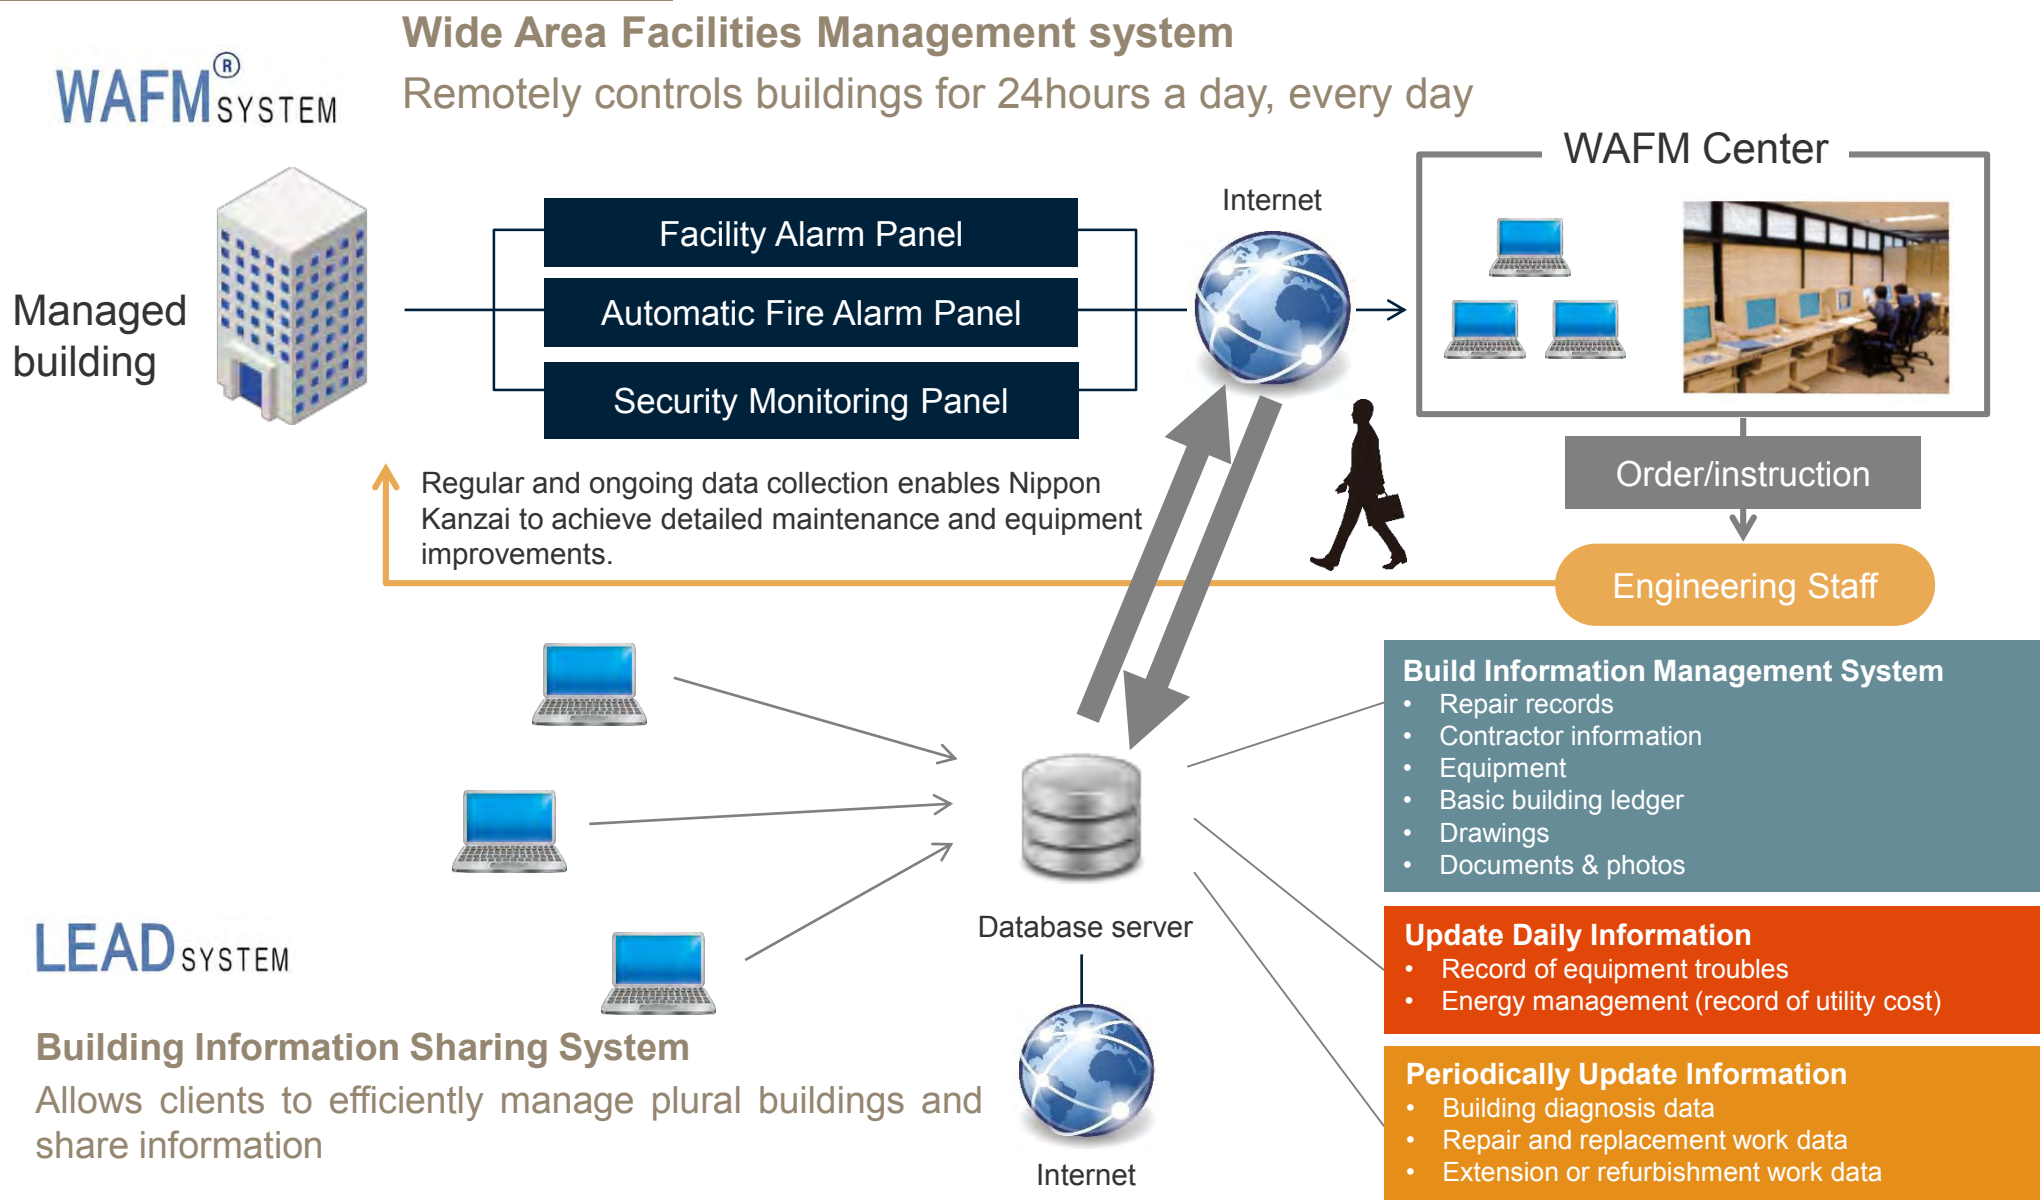 Wide Area Facilities Management system
WAFM® SYSTEM
Remotely controls buildings for 24hours a day, every day
WAFM Center
Internet
Facility Alarm Panel
Automatic Fire Alarm Panel
Security Monitoring Panel
Managed
building
Order/instruction
Regular and ongoing data collection enables Nippon
Kanzai to achieve detailed maintenance and equipment
improvements.
Engineering Staff
Build Information Management System
• Repair records
• Contractor information
• Equipment
• Basic building ledger
• Drawings
• Documents & photos
Database server
LEAD SYSTEM
Update Daily Information
• Record of equipment troubles
• Energy management (record of utility cost)
Building Information Sharing System
Allows clients to efficiently manage plural buildings and
share information
Internet
Periodically Update Information
• Building diagnosis data
• Repair and replacement work data
• Extension or refurbishment work data